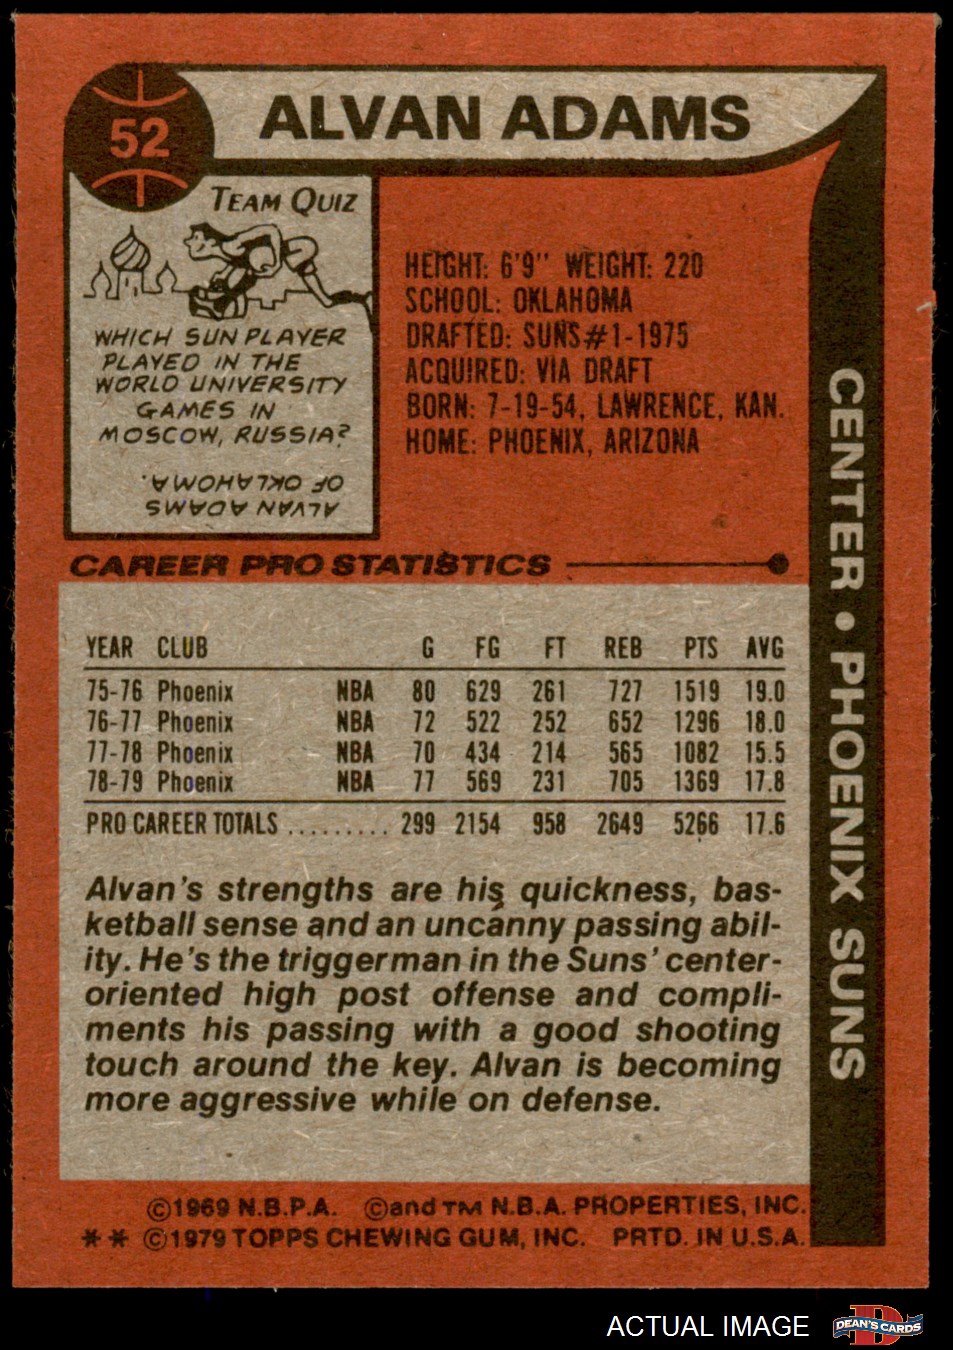 52
ALVAN ADAMS
TEAM QUIZ
WHICH SUN PLAYER
PLAYED IN THE
WORLD UNIVERSITY
GAMES IN
MOSCOW, RUSSIA?
ALVAN ADAMS
OF OKLAHOMA.
HEIGHT: 6'9" WEIGHT: 220
SCHOOL: OKLAHOMA
DRAFTED: SUNS#1-1975
ACQUIRED: VIA DRAFT
BORN: 7-19-54, LAWRENCE, KAN.
HOME: PHOENIX, ARIZONA
CENTER • PHOENIX SUNS
CAREER PRO STATISTICS
YEAR CLUB G FG FT REB PTS AVG
75-76 Phoenix NBA 80 629 261 727 1519 19.0
76-77 Phoenix NBA 72 522 252 652 1296 18.0
77-78 Phoenix NBA 70 434 214 565 1082 15.5
78-79 Phoenix NBA 77 569 231 705 1369 17.8
PRO CAREER TOTALS ......... 299 2154 958 2649 5266 17.6
Alvan's strengths are his quickness, bas-
ketball sense and an uncanny passing abil-
ity. He's the triggerman in the Suns' center-
oriented high post offense and compli-
ments his passing with a good shooting
touch around the key. Alvan is becoming
more aggressive while on defense.
©1969 N.B.P.A. ©and TM N.B.A. PROPERTIES, INC.
** ©1979 TOPPS CHEWING GUM, INC. PRTD. IN U.S.A.
ACTUAL IMAGE
D
DEAN'S CARDS